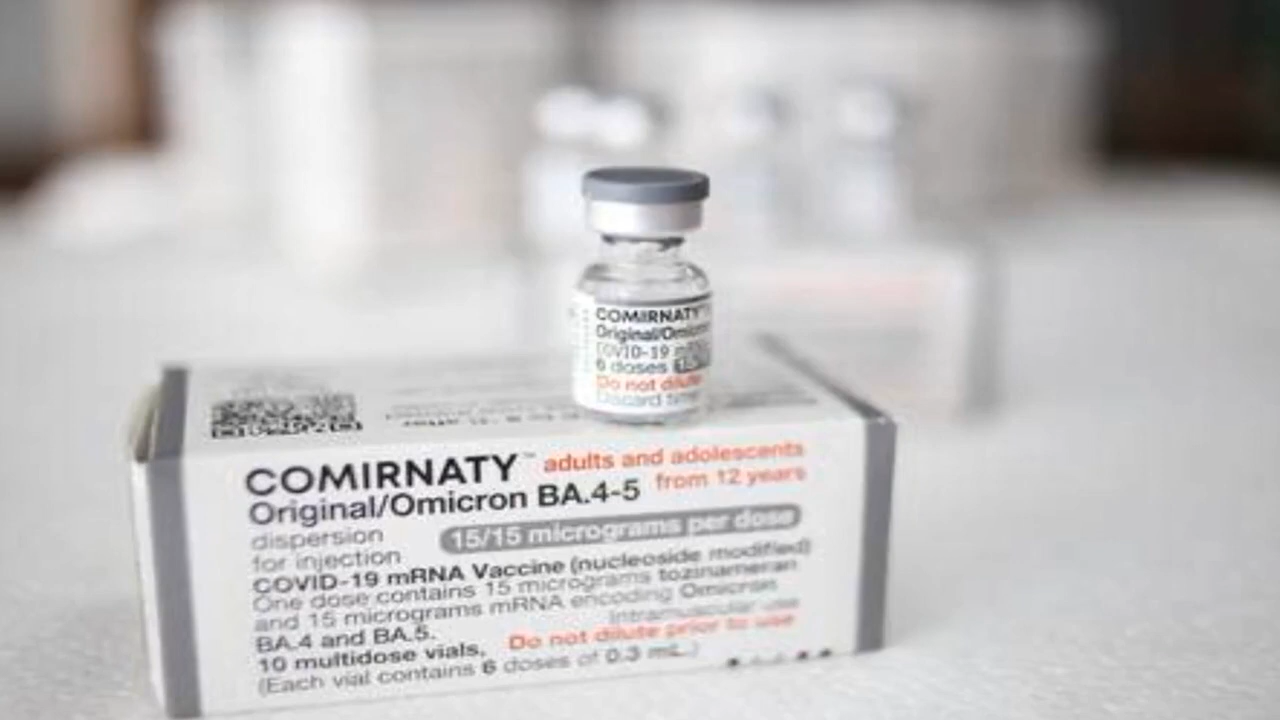 COMIRNATY
Original/Omicron
COVID-19
6 doses
Do not dilute
Discard
COMIRNATY™ adults and adolescents
Original/Omicron BA.4-5 from 12 years
dispersion
for injection
15/15 micrograms per dose
COVID-19 mRNA Vaccine (nucleoside modified)
One dose contains 15 micrograms tozinameran
and 15 micrograms mRNA encoding Omicron
BA.4 and BA.5.
Intramuscular use
10 multidose vials. Do not dilute prior to use
(Each vial contains 6 doses of 0.3 mL.)